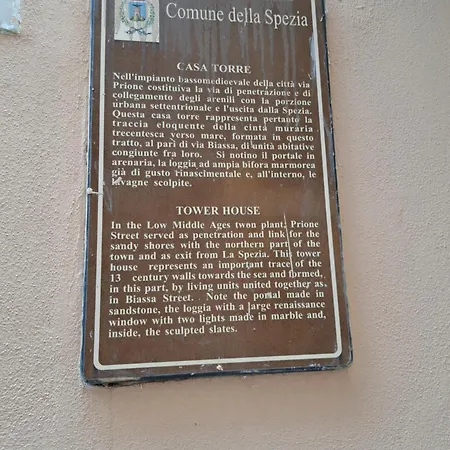 Comune della Spezia
CASA TORRE
Nell'impianto bassomedioevale della città via
Prione costituiva la via di penetrazione e di
collegamento degli arenili con la porzione
urbana settentrionale e l'uscita dalla Spezia.
Questa casa torre rappresenta pertanto la
traccia eloquente della cinta muraria
trecentesca verso mare, formata in questo
tratto, al pari di via Biassa, di unità abitative
congiunte fra loro. Si notino il portale in
arenaria, la loggia ad ampia bifora marmorea
già di gusto rinascimentale e, all'interno, le
lavagne scolpite.
TOWER HOUSE
In the Low Middle Ages twon plant, Prione
Street served as penetration and link for the
sandy shores with the northern part of the
town and as exit from La Spezia. This tower
house represents an important trace of the
13 century walls towards the sea and formed,
in this part, by living units united together as
in Biassa Street. Note the portal made in
sandstone, the loggia with a large renaissance
window with two lights made in marble and,
inside, the sculpted slates.